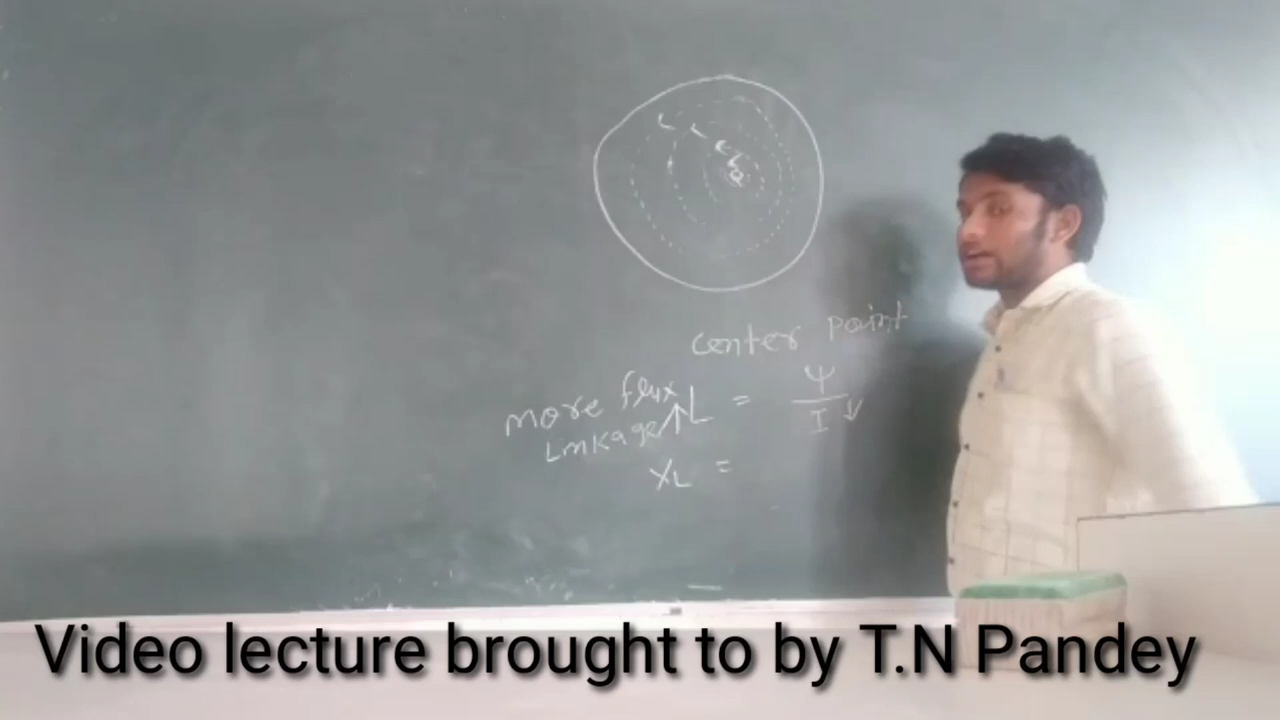 center point
more flux
Linkage↑ L = Ψ / I ↓
XL =
Video lecture brought to by T.N Pandey